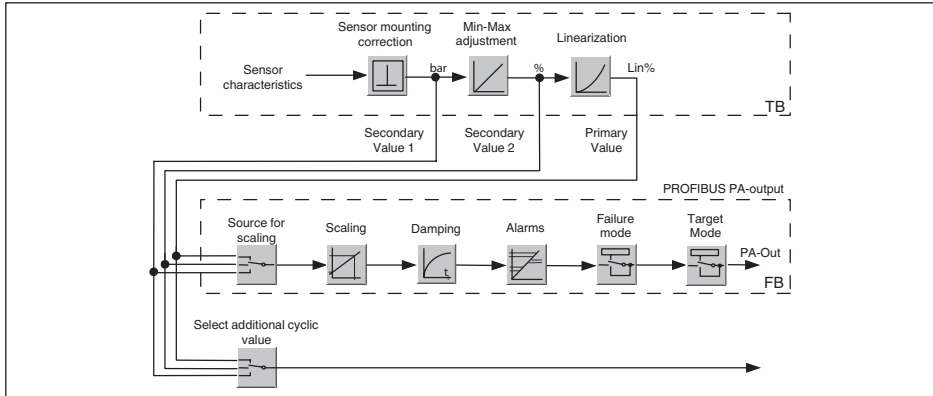 Sensor mounting
correction
Min-Max
adjustment
Linearization
Sensor
characteristics
bar
%
Lin%
TB
Secondary
Value 1
Secondary
Value 2
Primary
Value
PROFIBUS PA-output
Source for
scaling
Scaling
Damping
Alarms
Failure
mode
Target
Mode
t
PA-Out
FB
Select additional cyclic
value